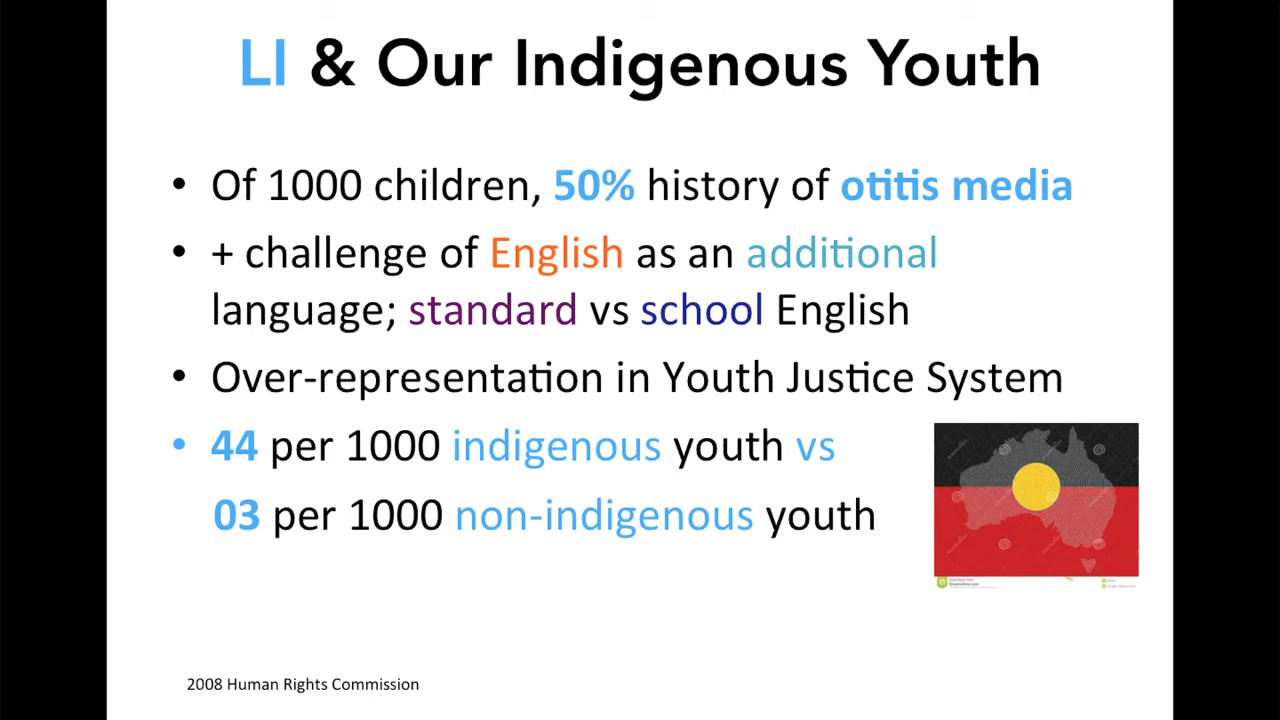 LI & Our Indigenous Youth
• Of 1000 children, 50% history of otitis media
• + challenge of English as an additional
language; standard vs school English
• Over-representation in Youth Justice System
• 44 per 1000 indigenous youth vs
03 per 1000 non-indigenous youth
2008 Human Rights Commission